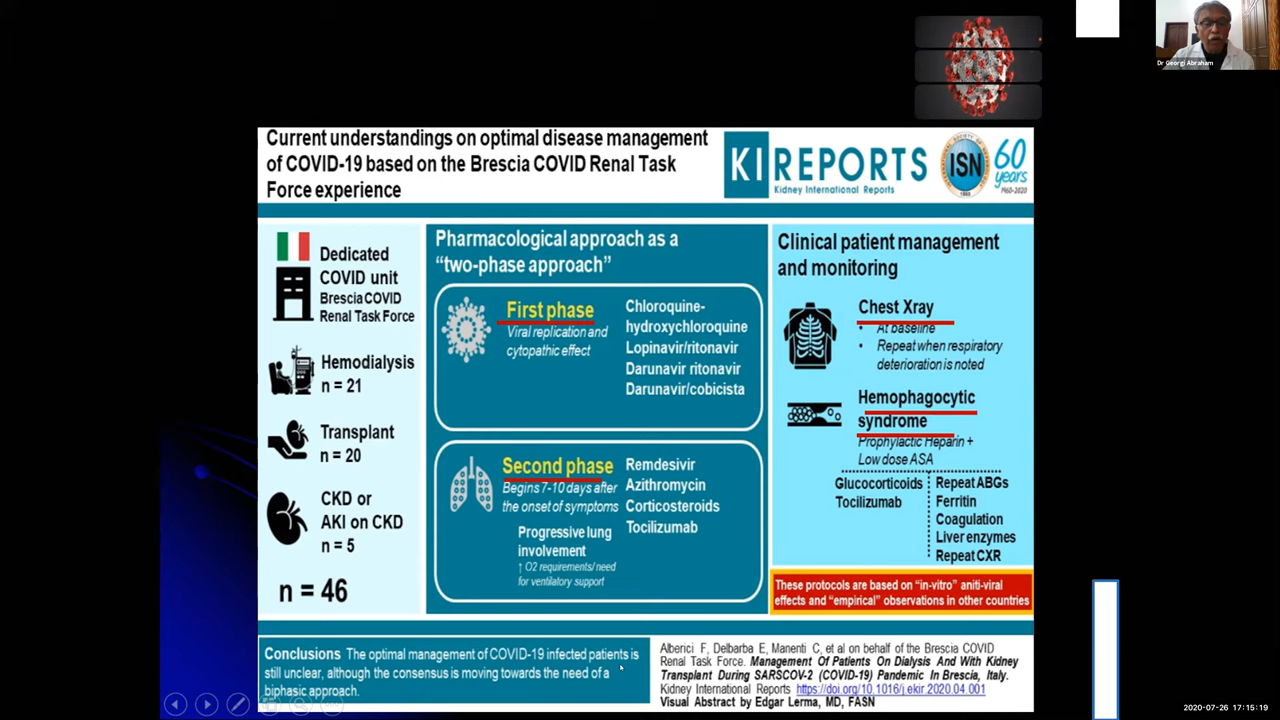 Dr Georgi Abraham
Current understandings on optimal disease management
of COVID-19 based on the Brescia COVID Renal Task
Force experience
KI REPORTS
Kidney International Reports
ISN
60
years
1960-2020
Dedicated
COVID unit
Brescia COVID
Renal Task Force
Hemodialysis
n = 21
Transplant
n = 20
CKD or
AKI on CKD
n = 5
n = 46
Pharmacological approach as a
“two-phase approach”
First phase
Viral replication and
cytopathic effect
Chloroquine-
hydroxychloroquine
Lopinavir/ritonavir
Darunavir ritonavir
Darunavir/cobicista
Second phase
Begins 7-10 days after
the onset of symptoms
Progressive lung
involvement
↑ O2 requirements/ need
for ventilatory support
Remdesivir
Azithromycin
Corticosteroids
Tocilizumab
Clinical patient management
and monitoring
Chest Xray
• At baseline
• Repeat when respiratory
deterioration is noted
Hemophagocytic
syndrome
Prophylactic Heparin +
Low dose ASA
Glucocorticoids
Tocilizumab
Repeat ABGs
Ferritin
Coagulation
Liver enzymes
Repeat CXR
These protocols are based on “in-vitro” aniti-viral
effects and “empirical” observations in other countries
Conclusions The optimal management of COVID-19 infected patients is
still unclear, although the consensus is moving towards the need of a
biphasic approach.
Alberici F, Delbarba E, Manenti C, et al on behalf of the Brescia COVID
Renal Task Force. Management Of Patients On Dialysis And With Kidney
Transplant During SARSCOV-2 (COVID-19) Pandemic In Brescia, Italy.
Kidney International Reports https://doi.org/10.1016/j.ekir.2020.04.001
Visual Abstract by Edgar Lerma, MD, FASN
2020-07-26 17:15:19